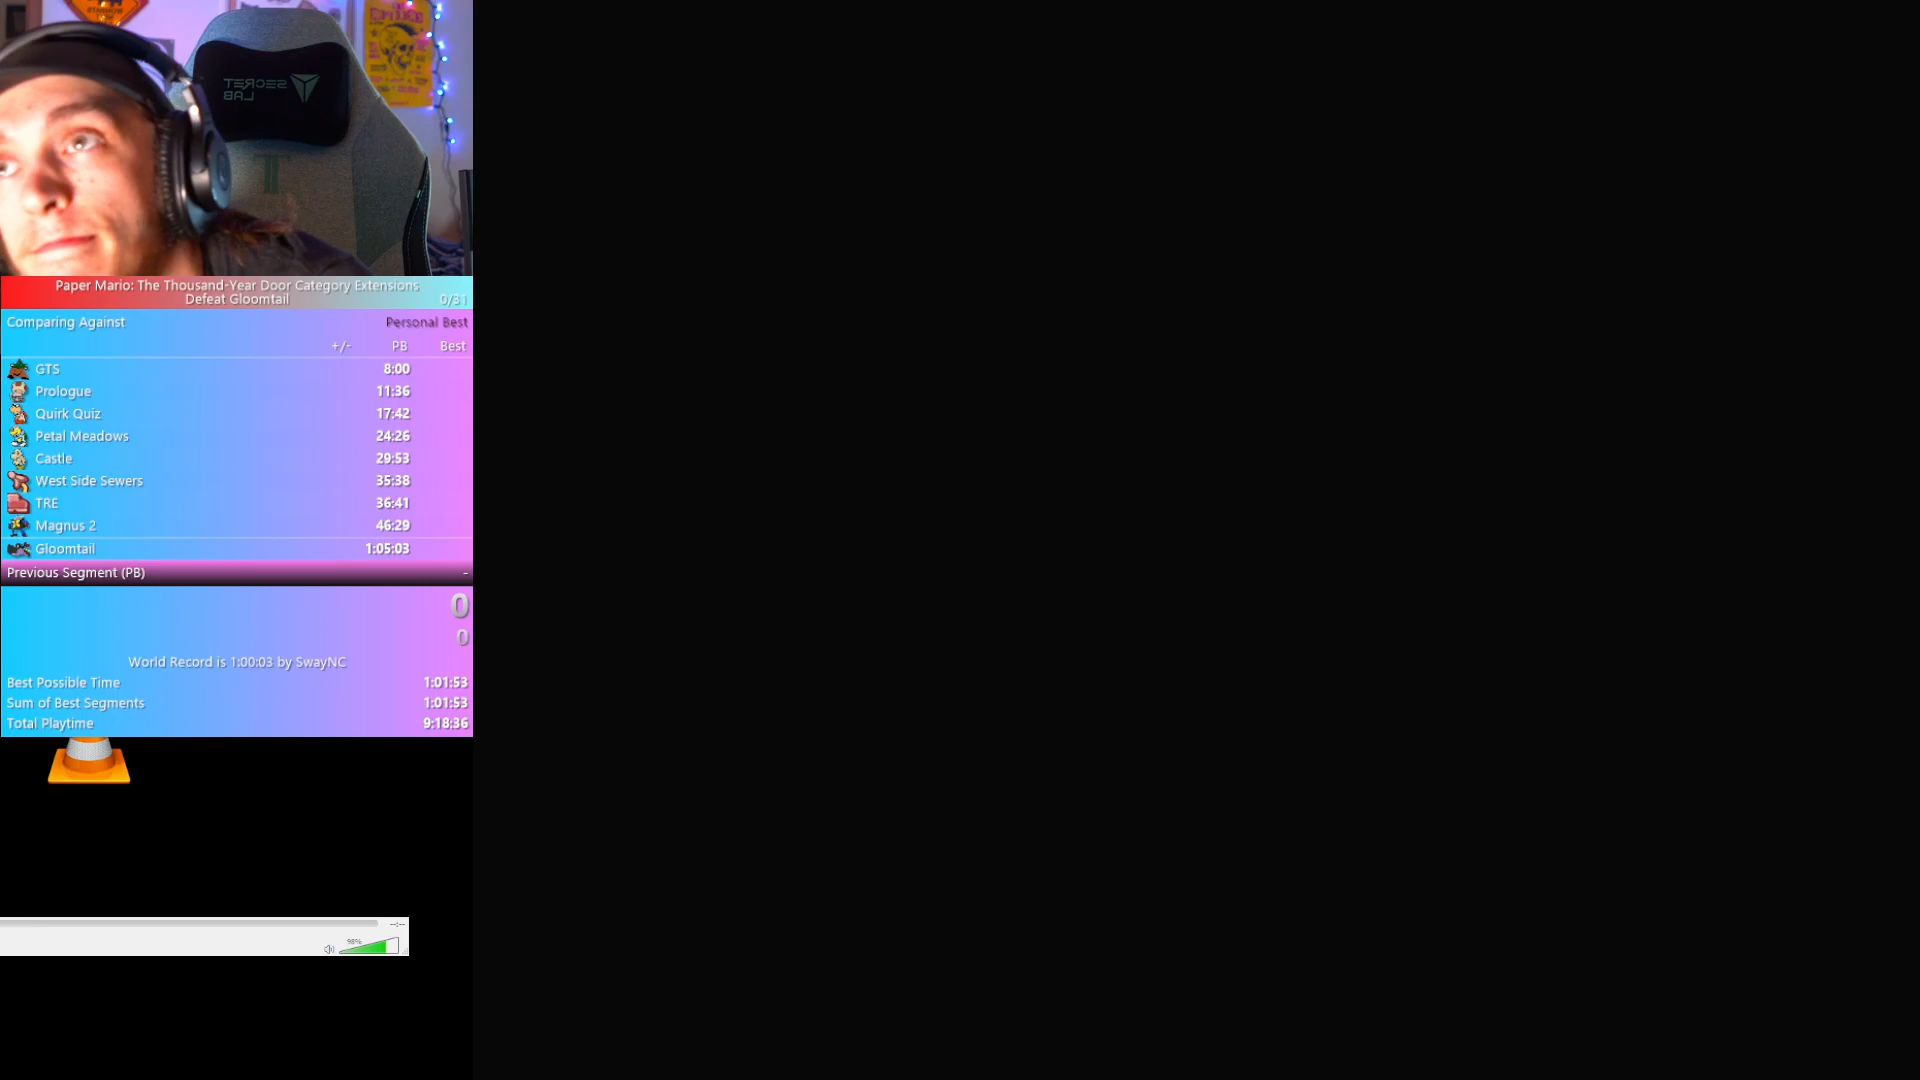 SECRET
LAB
Paper Mario: The Thousand-Year Door Category Extensions
Defeat Gloomtail 0/31
Comparing Against Personal Best
+/- PB Best
GTS 8:00
Prologue 11:36
Quirk Quiz 17:42
Petal Meadows 24:26
Castle 29:53
West Side Sewers 35:38
TRE 36:41
Magnus 2 46:29
Gloomtail 1:05:03
Previous Segment (PB) -
0
0
World Record is 1:00:03 by SwayNC
Best Possible Time 1:01:53
Sum of Best Segments 1:01:53
Total Playtime 9:18:36
--:--
98%